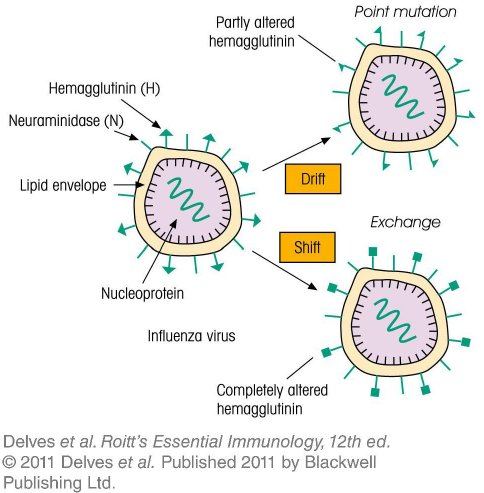 Point mutation
Partly altered
hemagglutinin
Hemagglutinin (H)
Neuraminidase (N)
Lipid envelope
Drift
Exchange
Shift
Nucleoprotein
Influenza virus
Completely altered
hemagglutinin
Delves et al. Roitt's Essential Immunology, 12th ed.
© 2011 Delves et al. Published 2011 by Blackwell
Publishing Ltd.